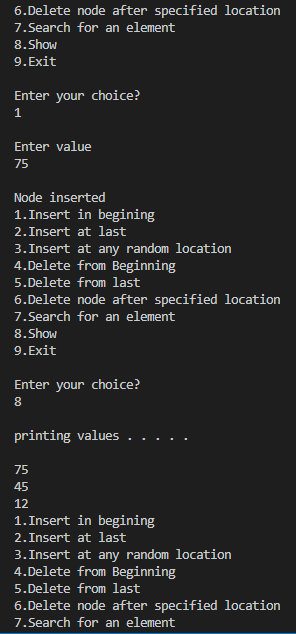 6.Delete node after specified location
7.Search for an element
8.Show
9.Exit
Enter your choice?
1
Enter value
75
Node inserted
1.Insert in begining
2.Insert at last
3.Insert at any random location
4.Delete from Beginning
5.Delete from last
6.Delete node after specified location
7.Search for an element
8.Show
9.Exit
Enter your choice?
8
printing values . . . . .
75
45
12
1.Insert in begining
2.Insert at last
3.Insert at any random location
4.Delete from Beginning
5.Delete from last
6.Delete node after specified location
7.Search for an element